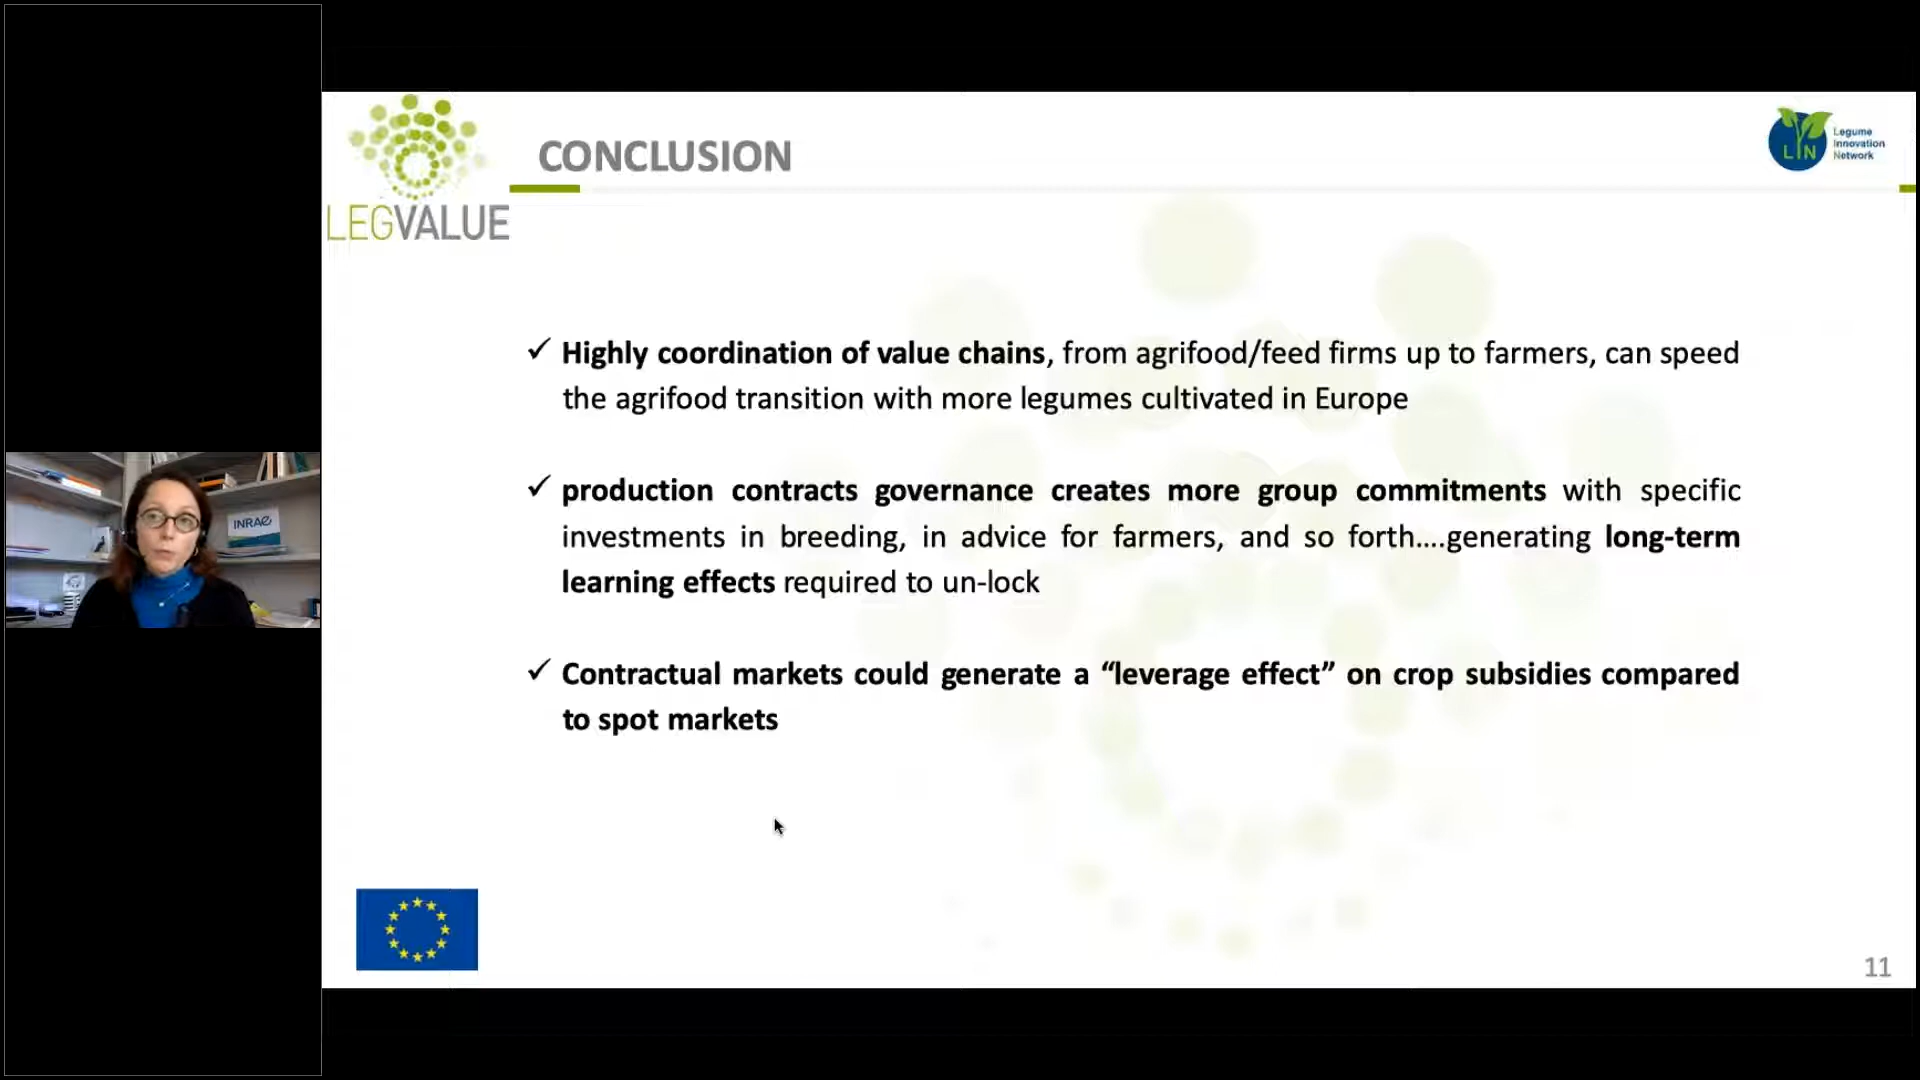 CONCLUSION
LEGVALUE
LIN
Legume
Innovation
Network
✓ Highly coordination of value chains, from agrifood/feed firms up to farmers, can speed
the agrifood transition with more legumes cultivated in Europe
✓ production contracts governance creates more group commitments with specific
investments in breeding, in advice for farmers, and so forth....generating long-term
learning effects required to un-lock
✓ Contractual markets could generate a “leverage effect” on crop subsidies compared
to spot markets
INRAE
11